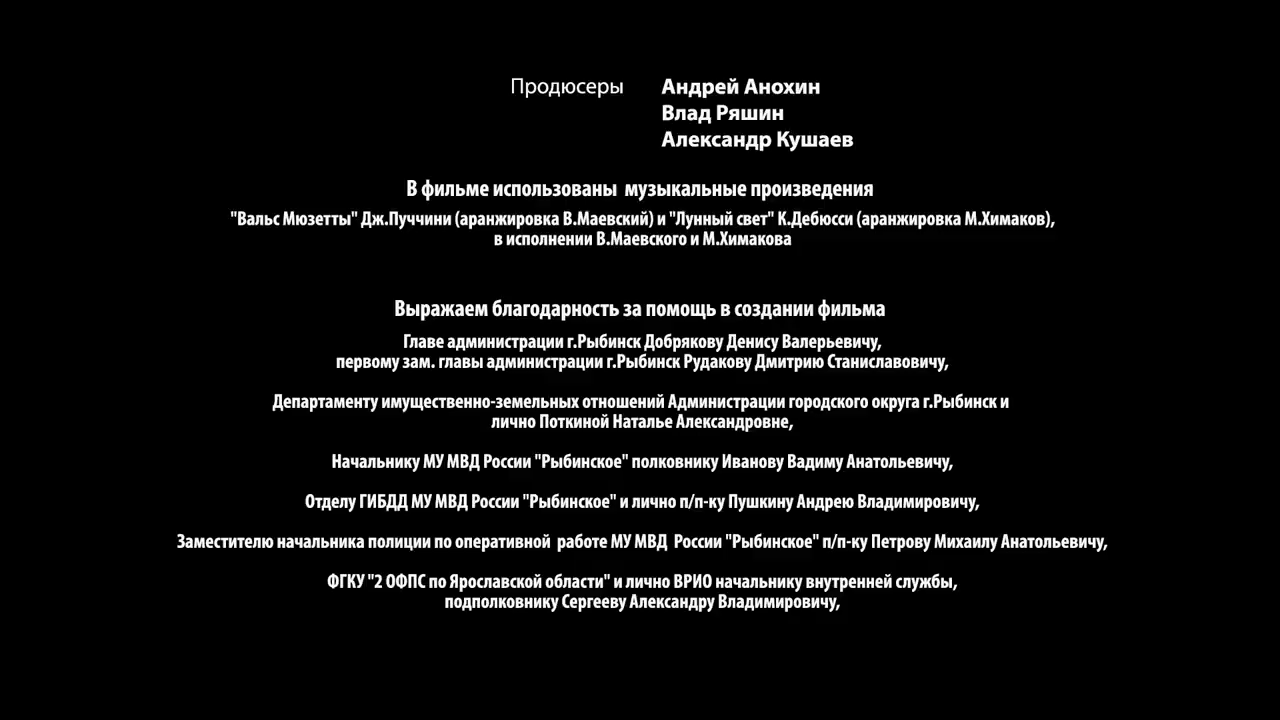 Продюсеры Андрей Анохин
Влад Ряшин
Александр Кушаев
В фильме использованы музыкальные произведения
"Вальс Мюзетты" Дж.Пуччини (аранжировка В.Маевский) и "Лунный свет" К.Дебюсси (аранжировка М.Химаков),
в исполнении В.Маевского и М.Химакова
Выражаем благодарность за помощь в создании фильма
Главе администрации г.Рыбинск Добрякову Денису Валерьевичу,
первому зам. главы администрации г.Рыбинск Рудакову Дмитрию Станиславовичу,
Департаменту имущественно-земельных отношений Администрации городского округа г.Рыбинск и
лично Поткиной Наталье Александровне,
Начальнику МУ МВД России "Рыбинское" полковнику Иванову Вадиму Анатольевичу,
Отделу ГИБДД МУ МВД России "Рыбинское" и лично п/п-ку Пушкину Андрею Владимировичу,
Заместителю начальника полиции по оперативной работе МУ МВД России "Рыбинское" п/п-ку Петрову Михаилу Анатольевичу,
ФГКУ "2 ОФПС по Ярославской области" и лично ВРИО начальнику внутренней службы,
подполковнику Сергееву Александру Владимировичу,